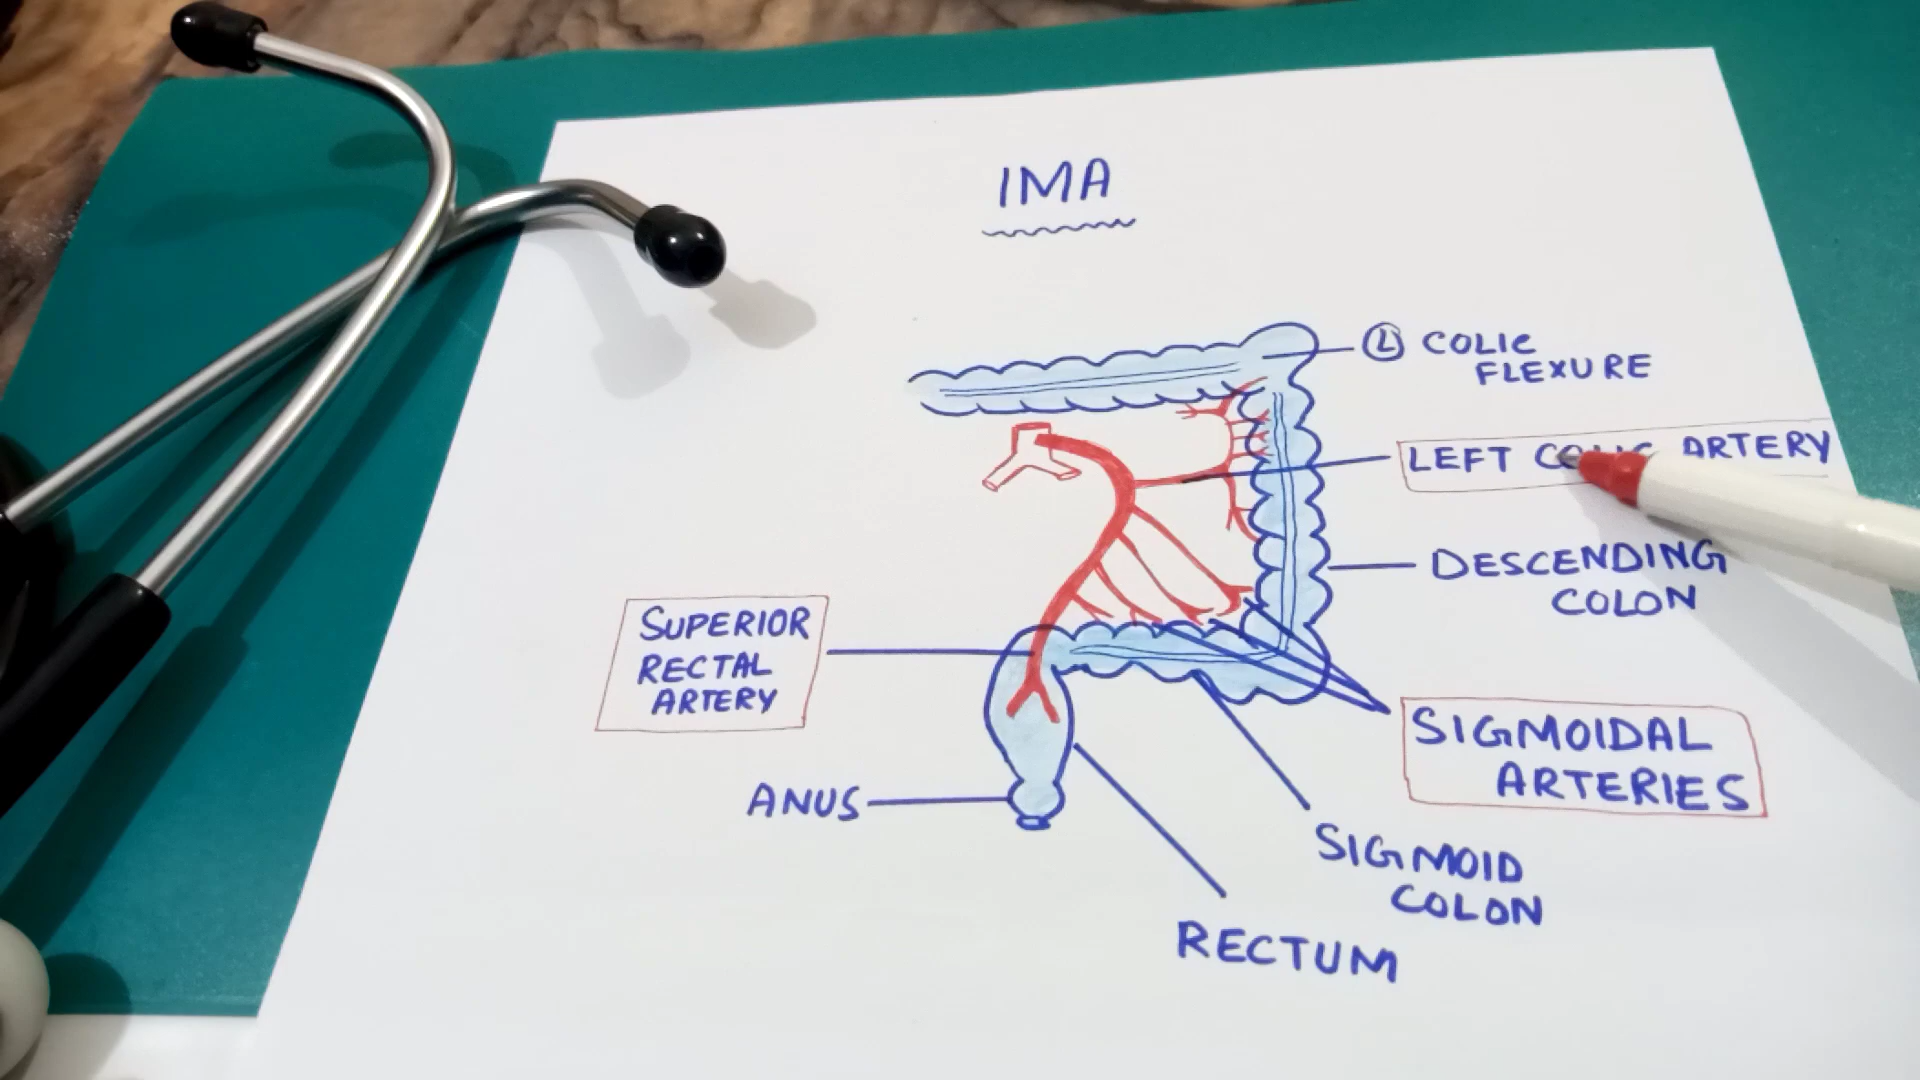 IMA
Ⓛ COLIC
FLEXURE
LEFT COLIC ARTERY
DESCENDING
COLON
SUPERIOR
RECTAL
ARTERY
SIGMOIDAL
ARTERIES
ANUS
SIGMOID
COLON
RECTUM